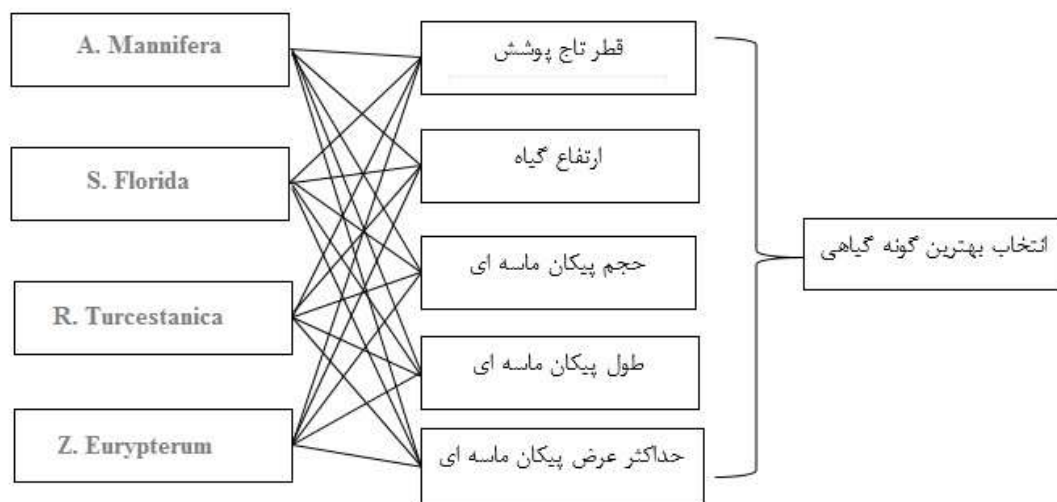 A. Mannifera
S. Florida
R. Turcestanica
Z. Eurypterum
قطر تاج پوشش
ارتفاع گیاه
حجم پیکان ماسه ای
طول پیکان ماسه ای
حداکثر عرض پیکان ماسه ای
انتخاب بهترین گونه گیاهی